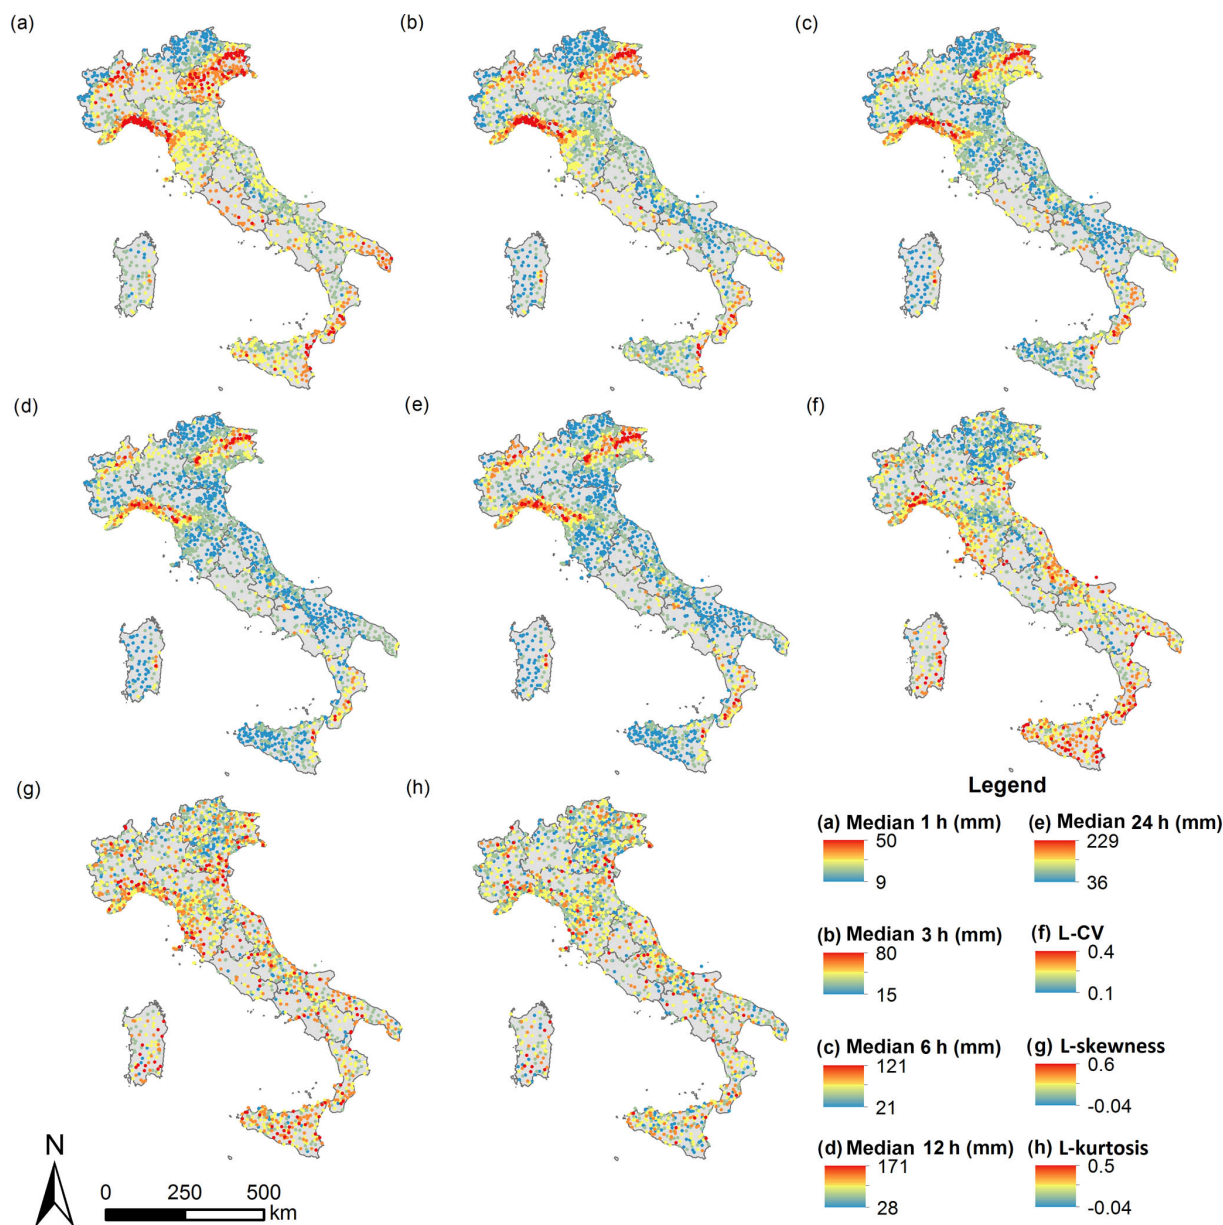 (a)
(b)
(c)
(d)
(e)
(f)
(g)
(h)
Legend
(a) Median 1 h (mm)
50
9
(e) Median 24 h (mm)
229
36
(b) Median 3 h (mm)
80
15
(f) L-CV
0.4
0.1
(c) Median 6 h (mm)
121
21
(g) L-skewness
0.6
-0.04
(d) Median 12 h (mm)
171
28
(h) L-kurtosis
0.5
-0.04
N
0 250 500
km